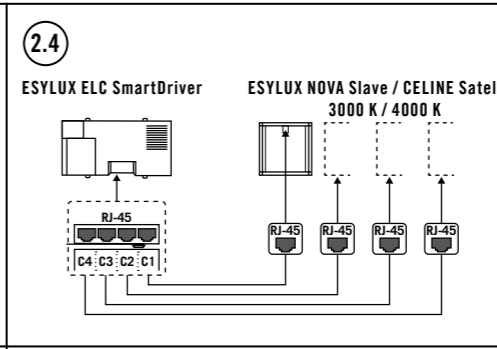 2.4
ESYLUX ELC SmartDriver
ESYLUX NOVA Slave / CELINE Satel
3000 K / 4000 K
RJ-45
RJ-45 RJ-45 RJ-45 RJ-45
C4 C3 C2 C1